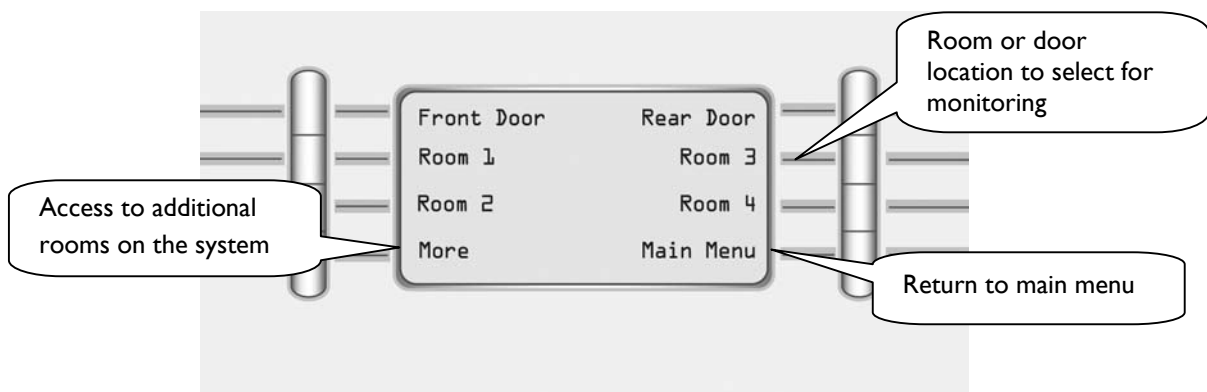 Room or door
location to select for
monitoring
Front Door Rear Door
Room 1 Room 3
Room 2 Room 4
More Main Menu
Access to additional
rooms on the system
Return to main menu